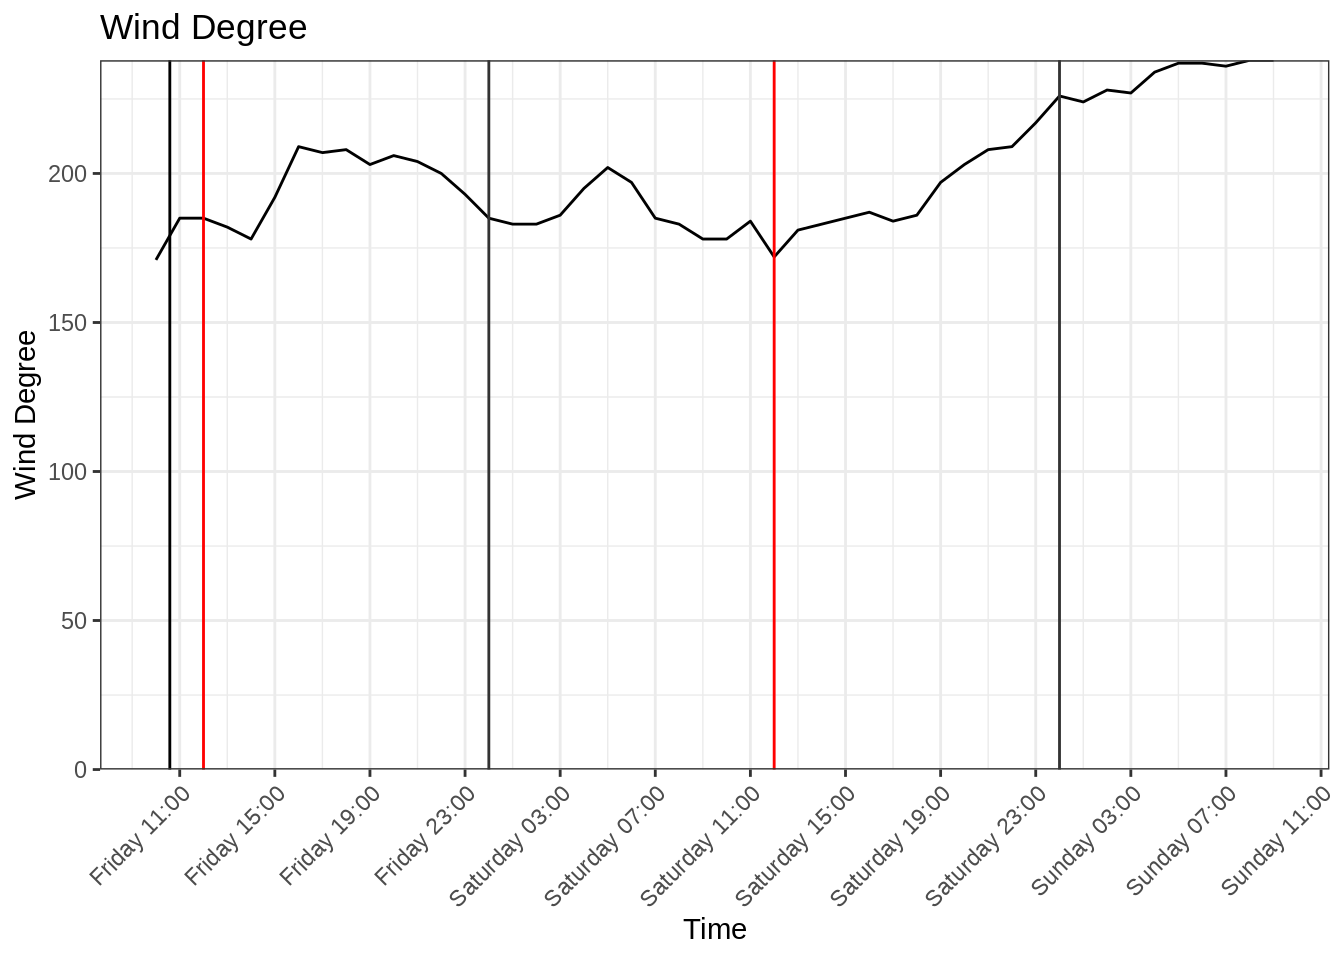 Wind Degree
Wind Degree
200
150
100
50
0
Friday 11:00
Friday 15:00
Friday 19:00
Friday 23:00
Saturday 03:00
Saturday 07:00
Saturday 11:00
Saturday 15:00
Saturday 19:00
Saturday 23:00
Sunday 03:00
Sunday 07:00
Sunday 11:00
Time